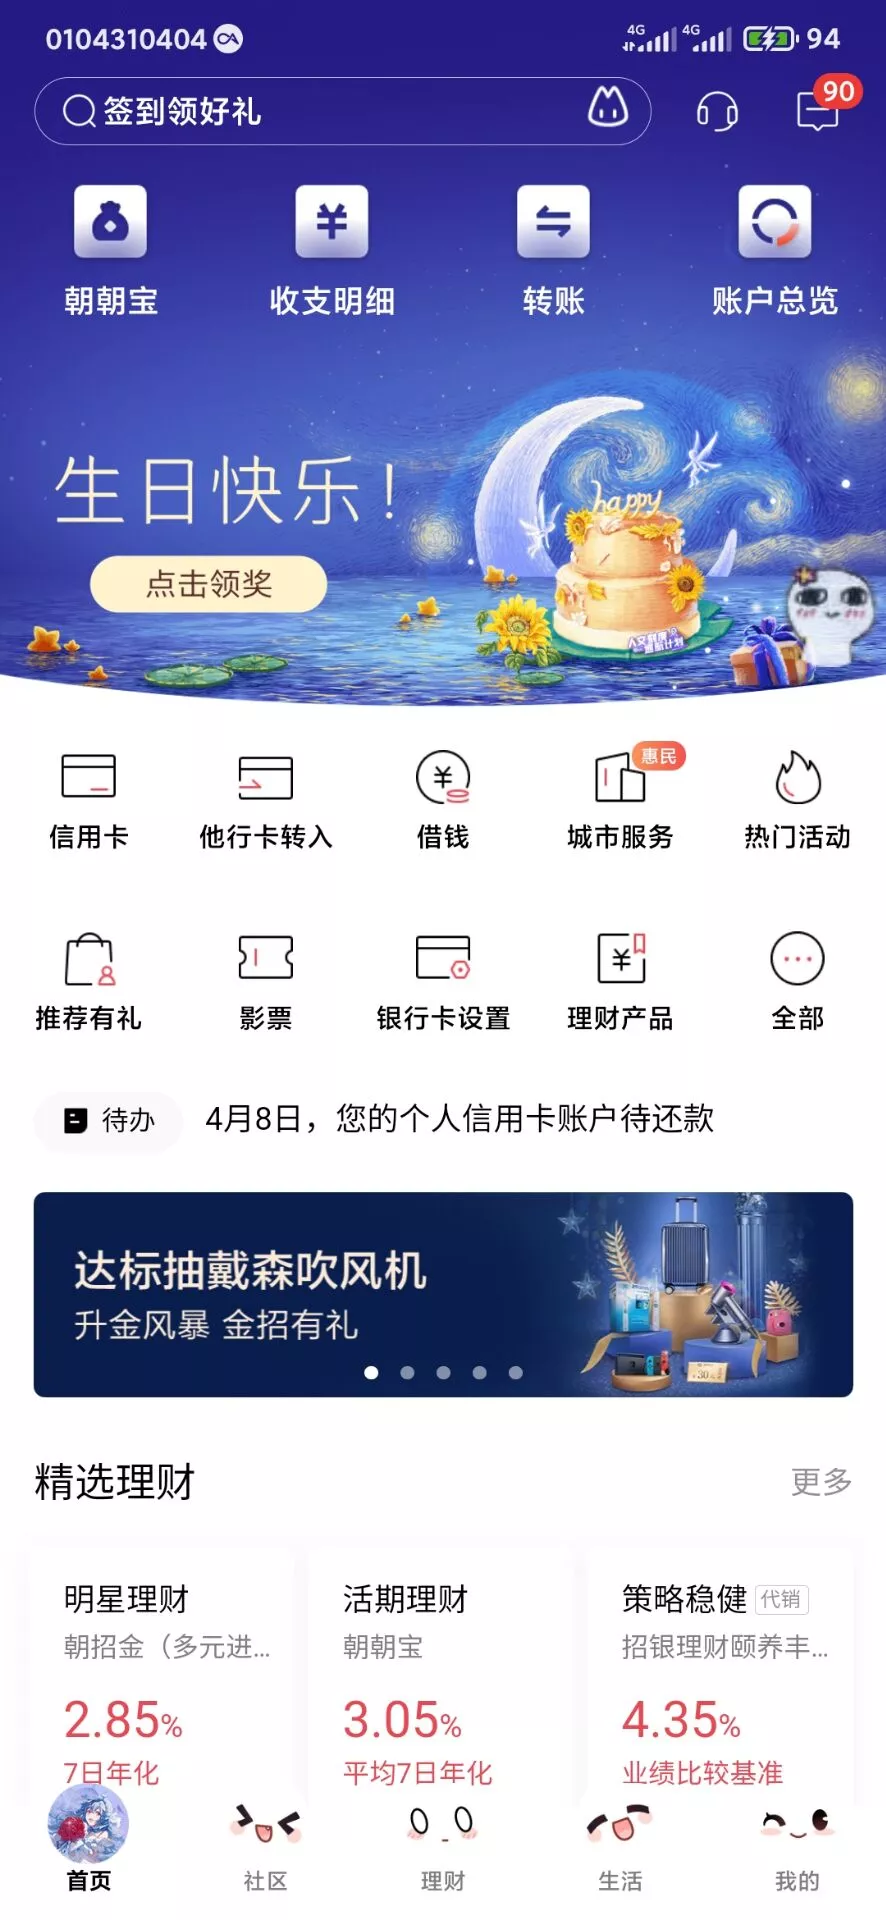 0104310404
4G 4G 94
签到领好礼
90
朝朝宝 收支明细 转账 账户总览
happy
生日快乐！
点击领奖
惠民
信用卡 他行卡转入 借钱 城市服务 热门活动
推荐有礼 影票 银行卡设置 理财产品 全部
待办 4月8日，您的个人信用卡账户待还款
达标抽戴森吹风机
升金风暴 金招有礼
¥30元
精选理财 更多
明星理财 活期理财 策略稳健 代销
朝招金（多元进... 朝朝宝 招银理财颐养丰...
2.85% 3.05% 4.35%
7日年化 平均7日年化 业绩比较基准
首页 社区 理财 生活 我的